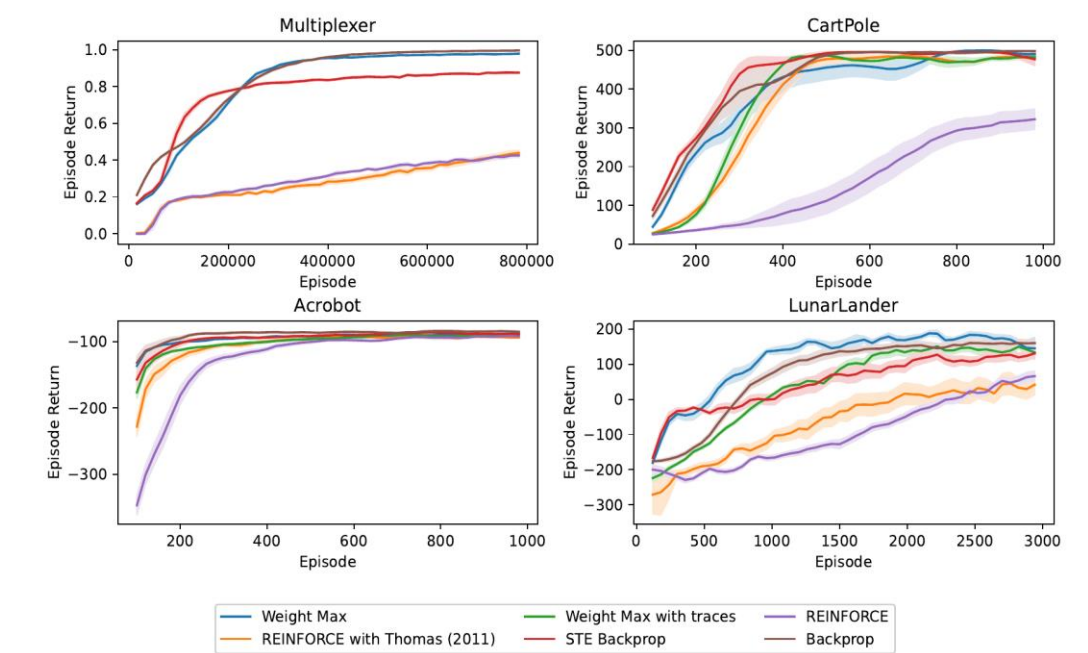 Multiplexer
1.0
0.8
0.6
0.4
0.2
0.0
Episode Return
0
200000
400000
600000
800000
Episode
CartPole
500
400
300
200
100
0
Episode Return
200
400
600
800
1000
Episode
Acrobot
−100
−200
−300
Episode Return
200
400
600
800
1000
Episode
LunarLander
200
100
0
−100
−200
−300
Episode Return
0
500
1000
1500
2000
2500
3000
Episode
Weight Max
REINFORCE with Thomas (2011)
Weight Max with traces
STE Backprop
REINFORCE
Backprop